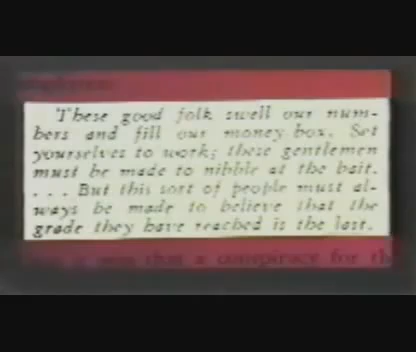 These good folk swell our num-
bers and fill our money-box. Set
yourselves to work; these gentlemen
must be made to nibble at the bait.
. . . But this sort of people must al-
ways be made to believe that the
grade they have reached is the last.
that a conspiracy for th